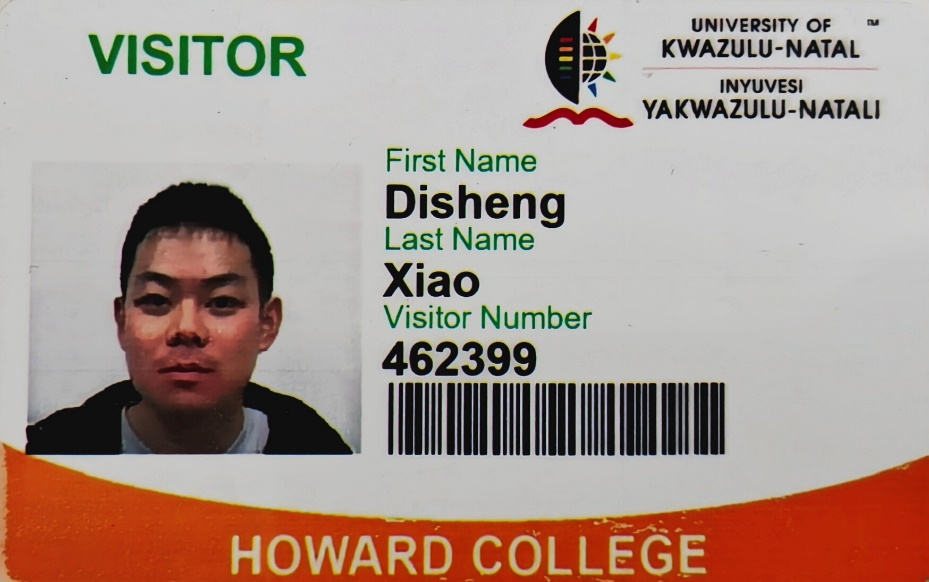 VISITOR
UNIVERSITY OF ™
KWAZULU-NATAL
INYUVESI
YAKWAZULU-NATALI
First Name
Disheng
Last Name
Xiao
Visitor Number
462399
HOWARD COLLEGE